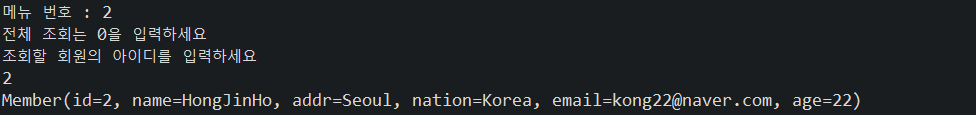 메뉴 번호 : 2
전체 조회는 0을 입력하세요
조회할 회원의 아이디를 입력하세요
2
Member(id=2, name=HongJinHo, addr=Seoul, nation=Korea, email=kong22@naver.com, age=22)